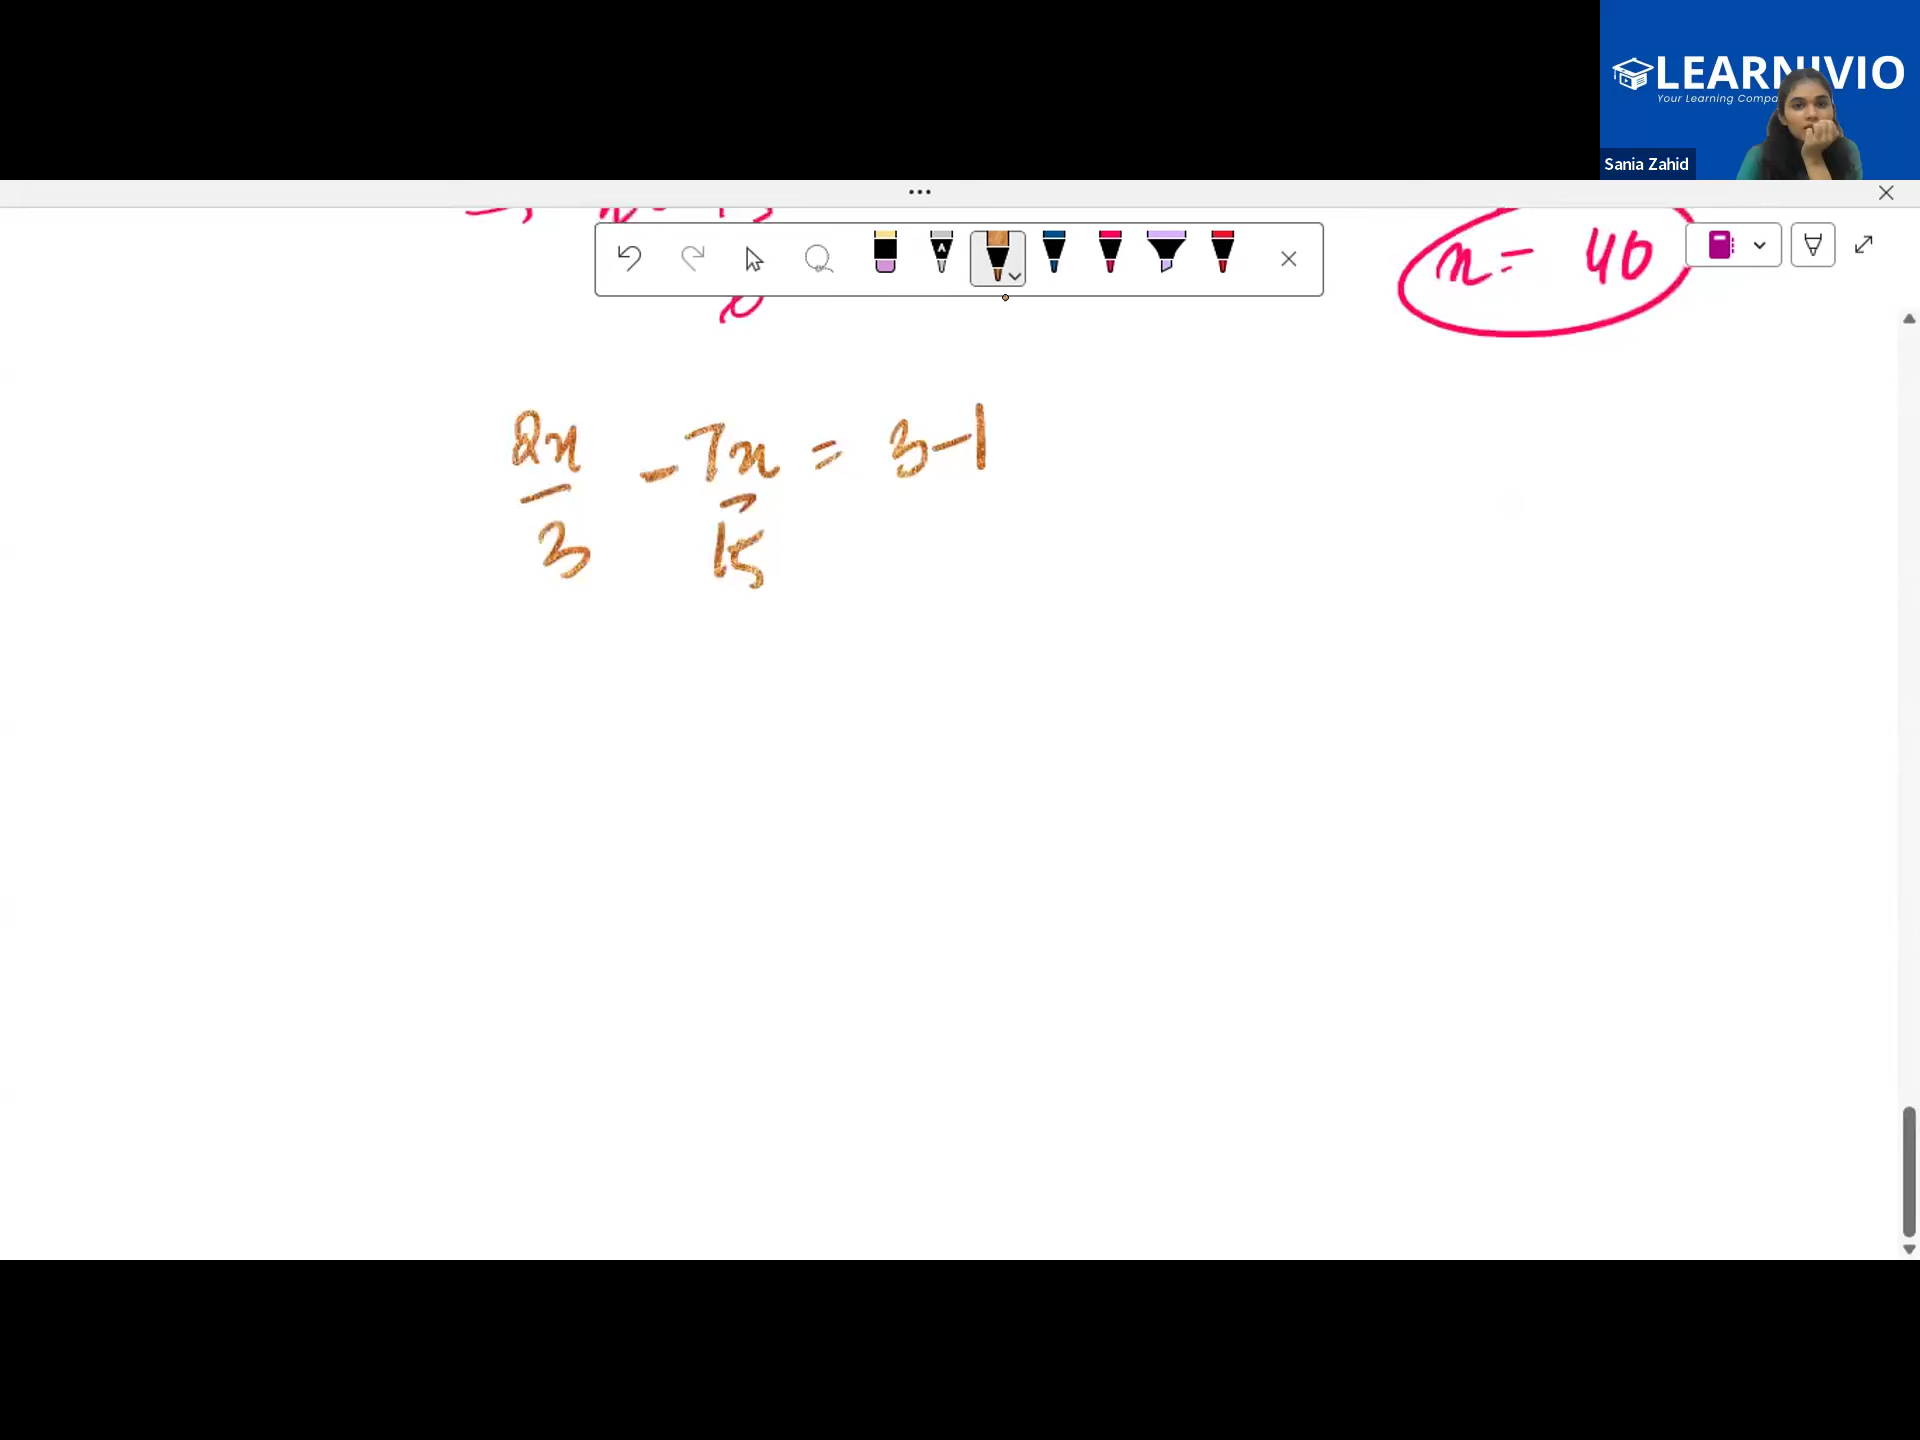 LEARNIVIO
Your Learning Compa
Sania Zahid
x = 40
2x/3 - 7x/15 = 3-1